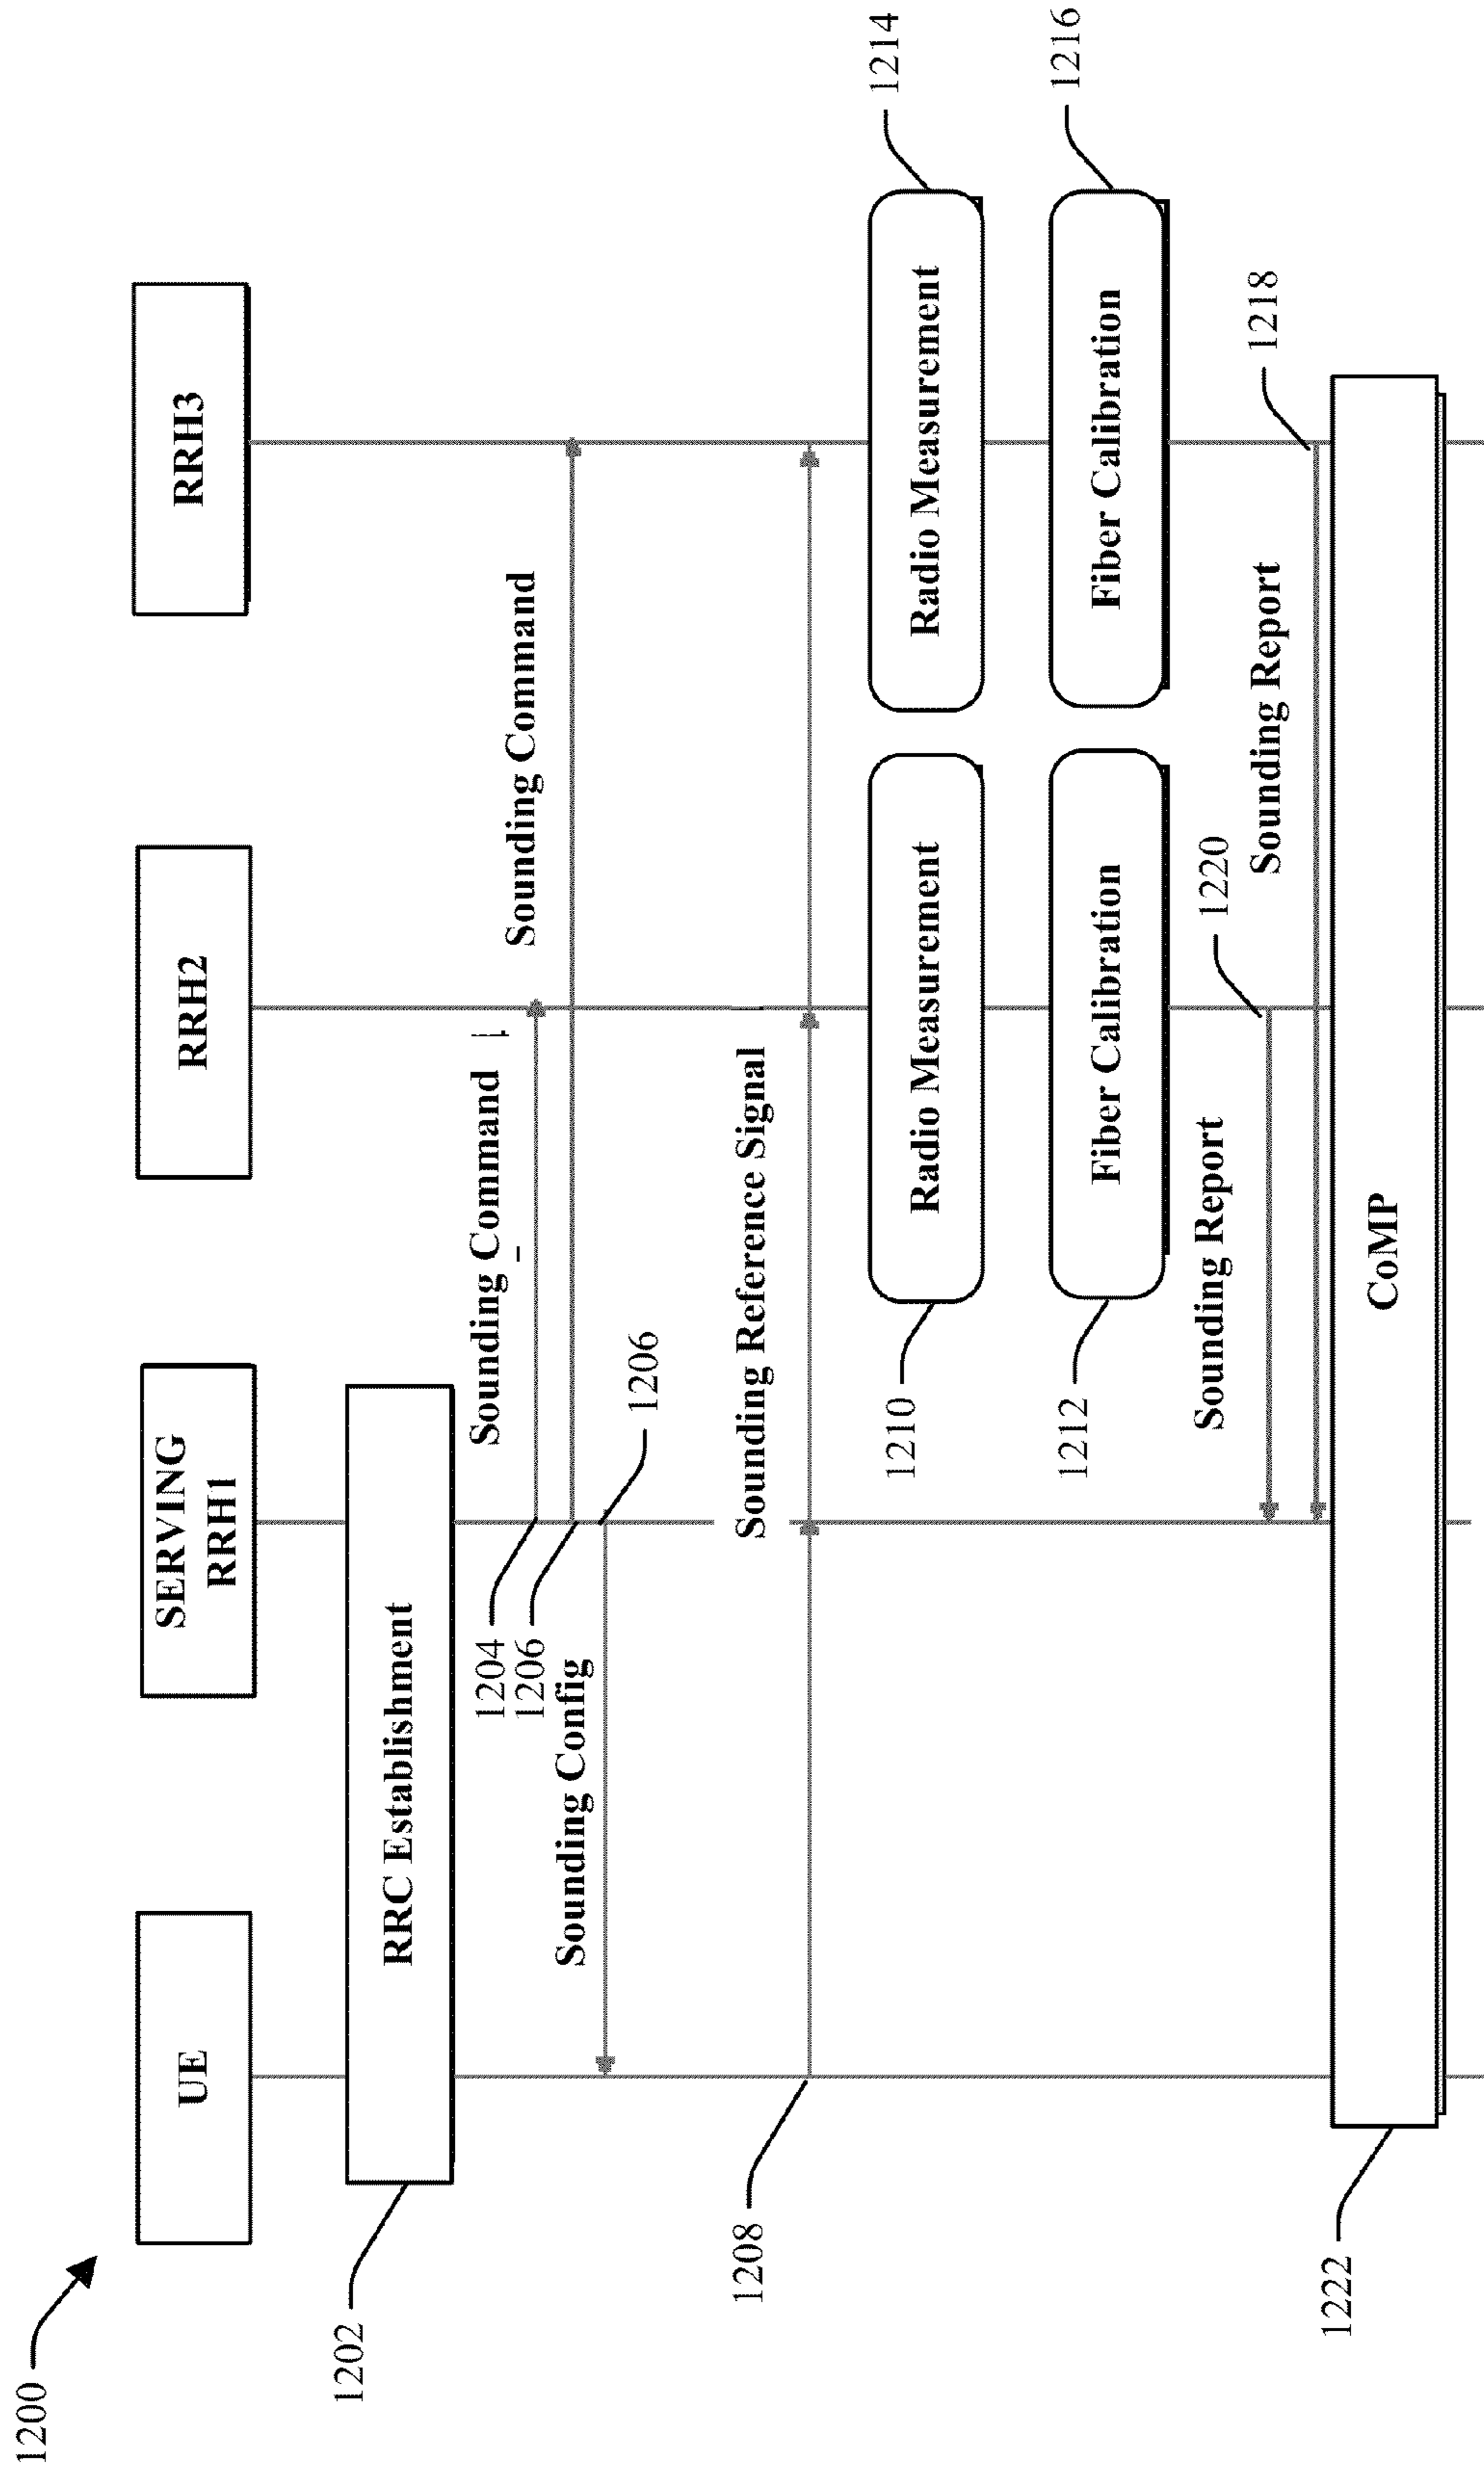 1200
UE
SERVING
RRH1
RRH2
RRH3
1202
RRC Establishment
Sounding Command
1204
1206
Sounding Command
Sounding Config
1206
Sounding Reference Signal
1208
1210
Radio Measurement
Radio Measurement
1214
1212
Fiber Calibration
Fiber Calibration
1216
Sounding Report
1220
Sounding Report
1218
1222
CoMP